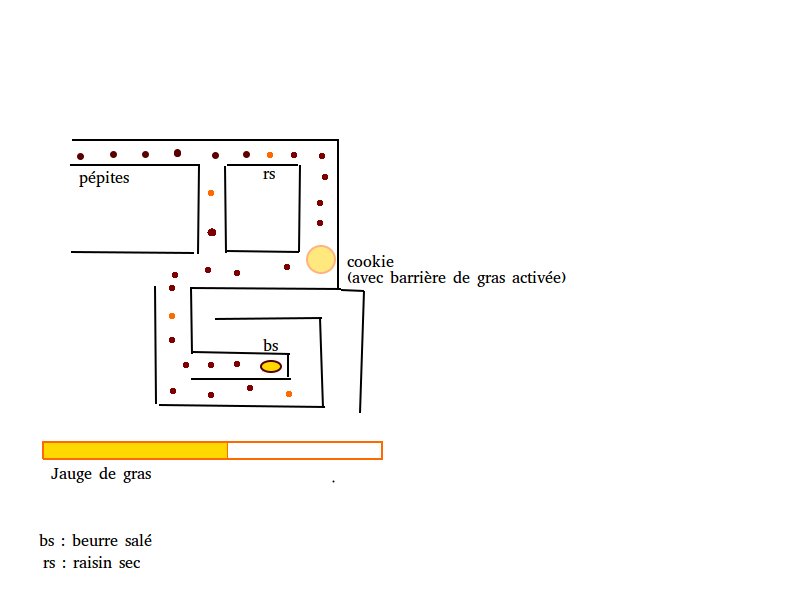 pépites
rs
cookie
(avec barrière de gras activée)
bs
Jauge de gras
.
bs : beurre salé
rs : raisin sec